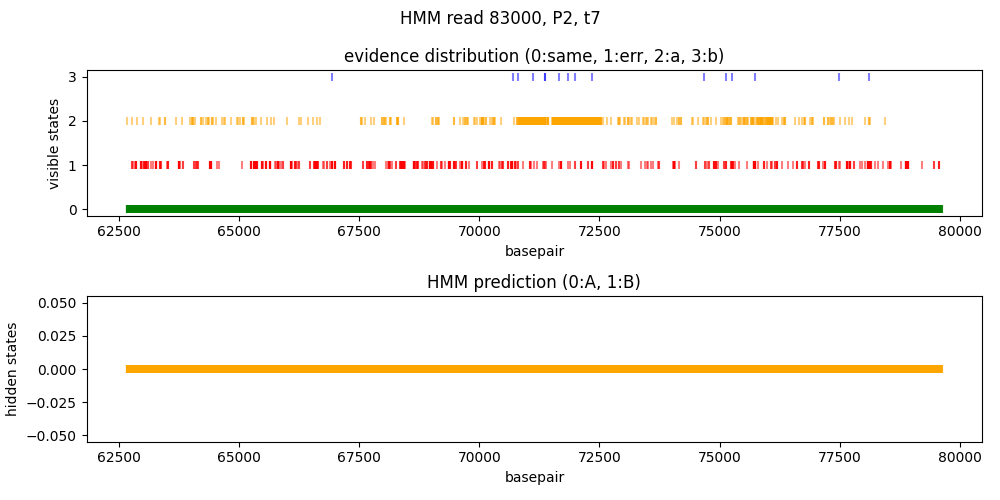 HMM read 83000, P2, t7
evidence distribution (0:same, 1:err, 2:a, 3:b)
visible states
3
2
1
0
62500 65000 67500 70000 72500 75000 77500 80000
basepair
HMM prediction (0:A, 1:B)
hidden states
0.050
0.025
0.000
−0.025
−0.050
62500 65000 67500 70000 72500 75000 77500 80000
basepair